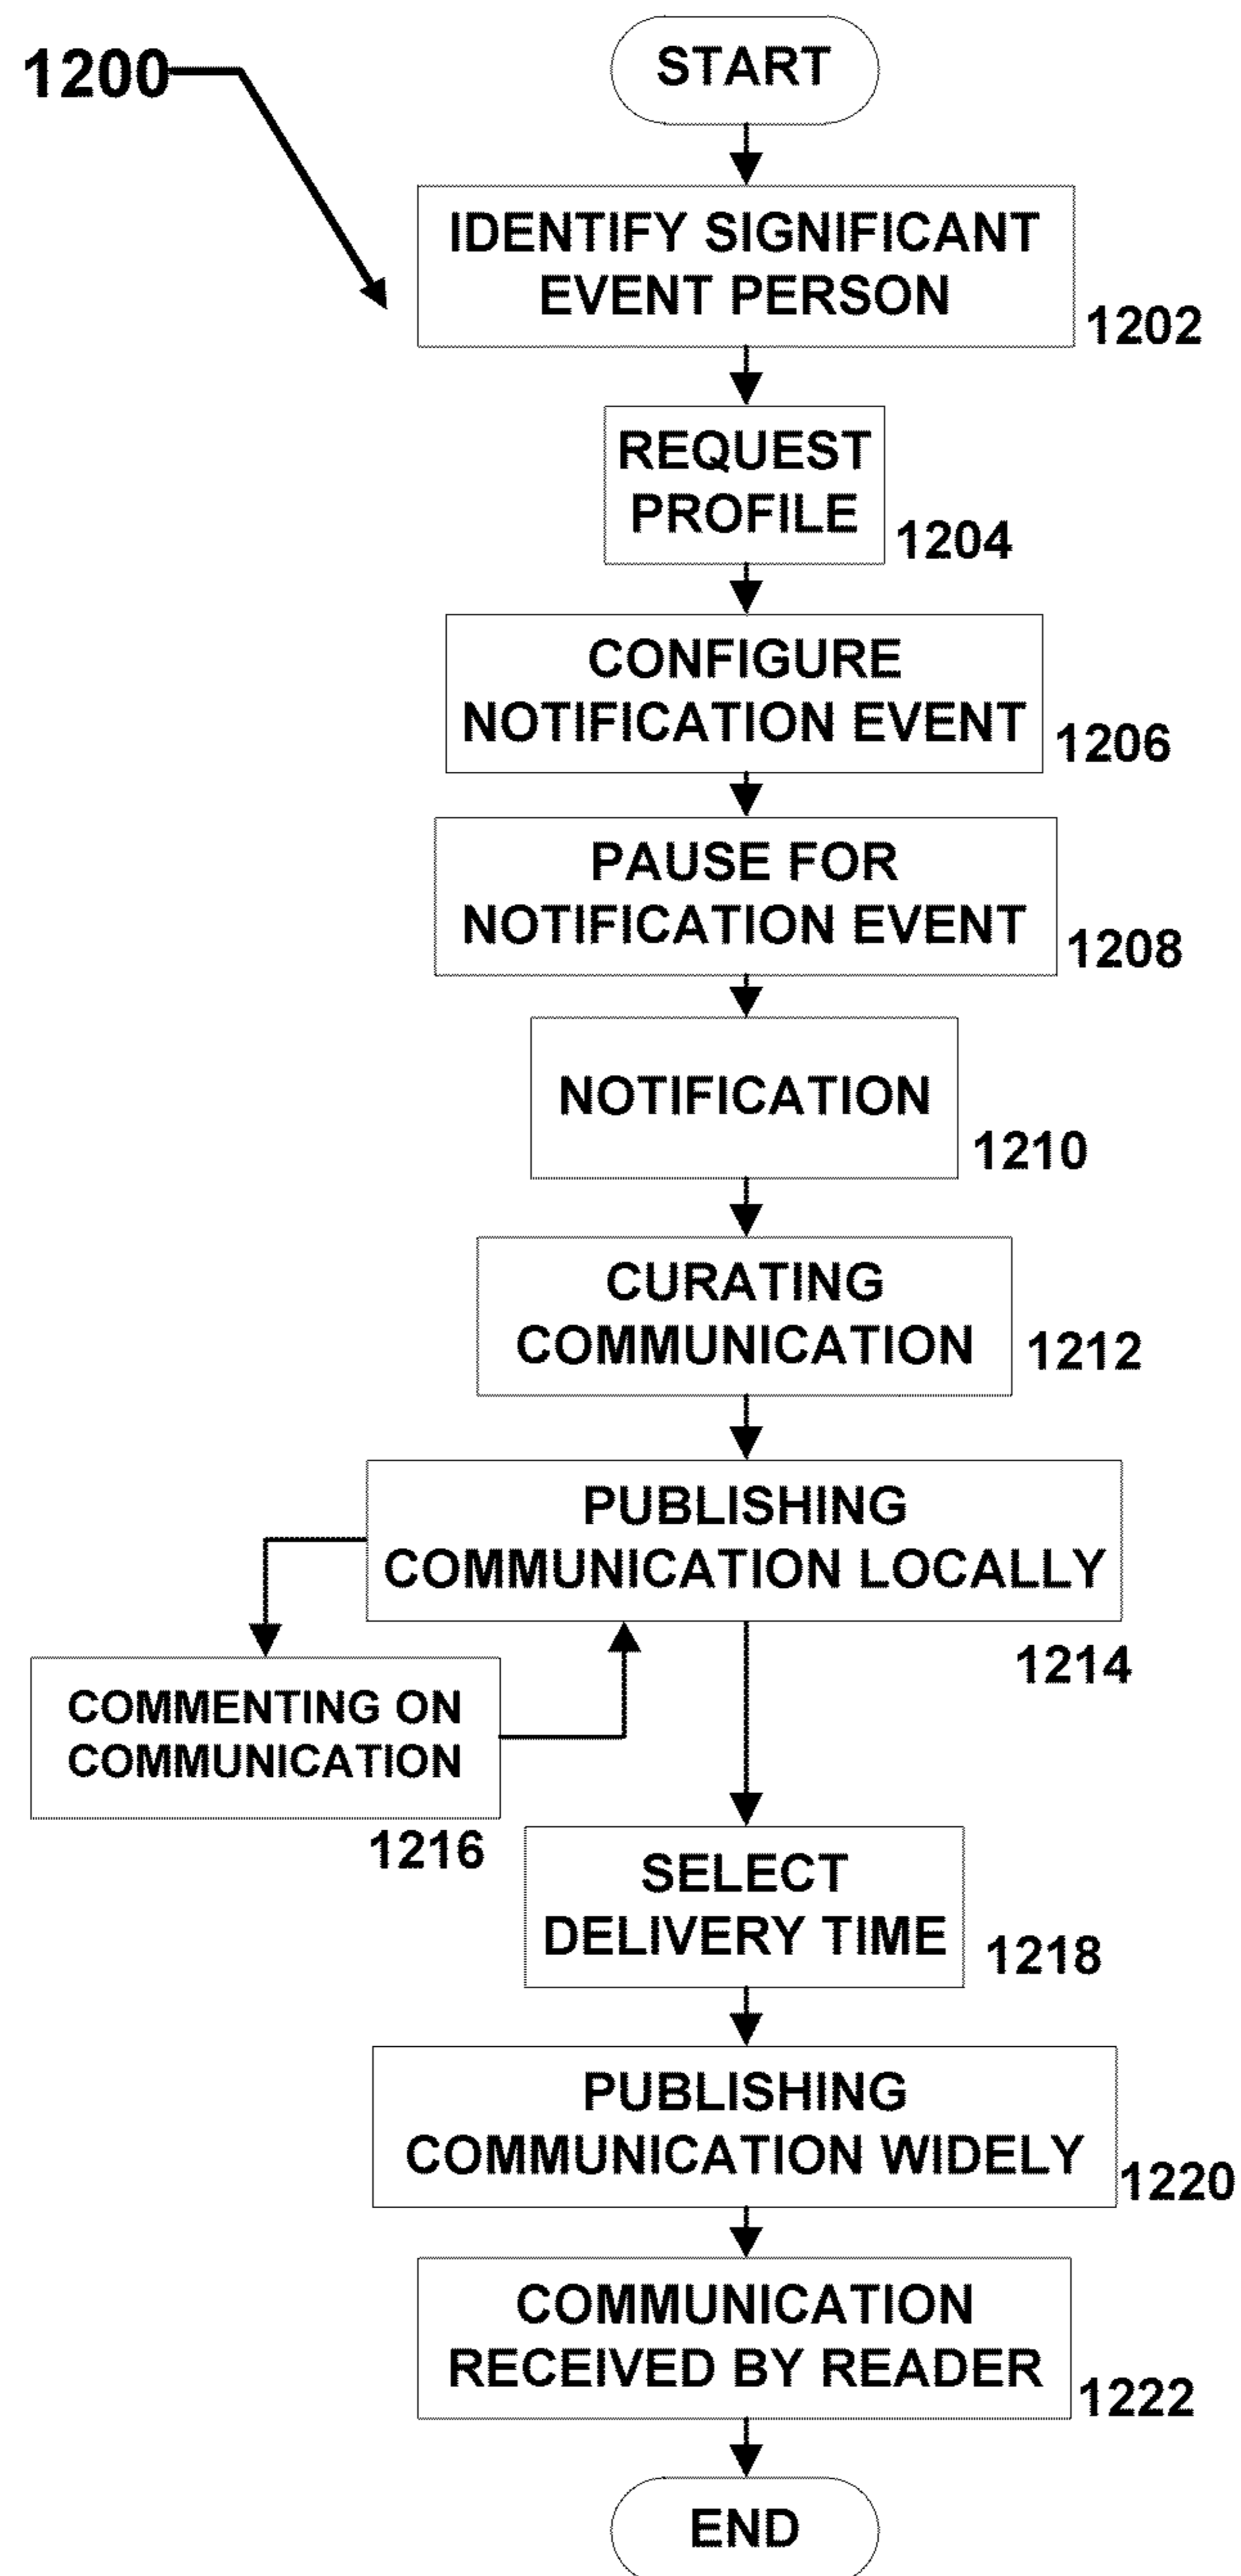 1200
START
IDENTIFY SIGNIFICANT
EVENT PERSON
1202
REQUEST
PROFILE
1204
CONFIGURE
NOTIFICATION EVENT
1206
PAUSE FOR
NOTIFICATION EVENT
1208
NOTIFICATION
1210
CURATING
COMMUNICATION
1212
PUBLISHING
COMMUNICATION LOCALLY
1214
COMMENTING ON
COMMUNICATION
1216
SELECT
DELIVERY TIME
1218
PUBLISHING
COMMUNICATION WIDELY
1220
COMMUNICATION
RECEIVED BY READER
1222
END